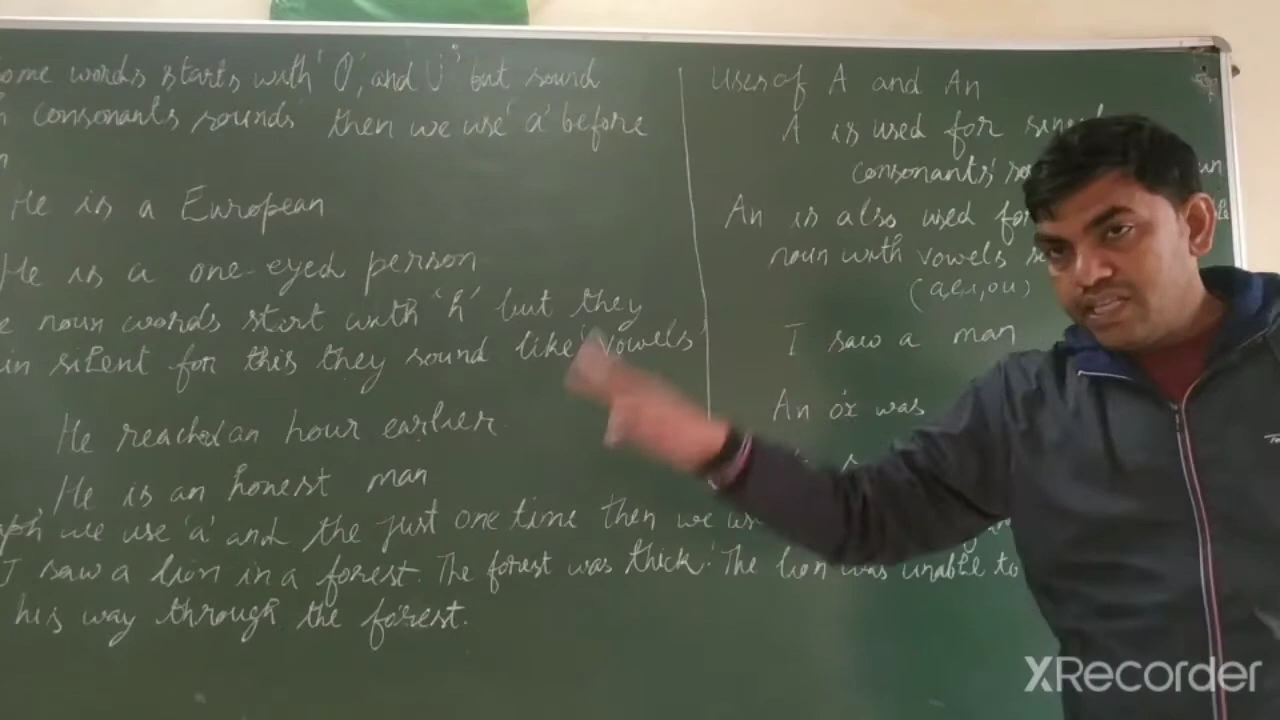 ome words starts with 'O', and U' but sound
consonants sounds then we use 'a' before
n
He is a European
He is a one-eyed person
e noun words start with 'h' but they
in silent for this they sound like 'vowels'
He reached an hour earlier
He is an honest man
aph we use 'a' and the just one time then we us
I saw a lion in a forest. The forest was thick. The lion was unable to
his way through the forest.
Uses of A and An
A is used for
consonants' so un
An is also used fo le
noun with vowels s
(a,e,i,o,u)
I saw a man
An ox was
XRecorder